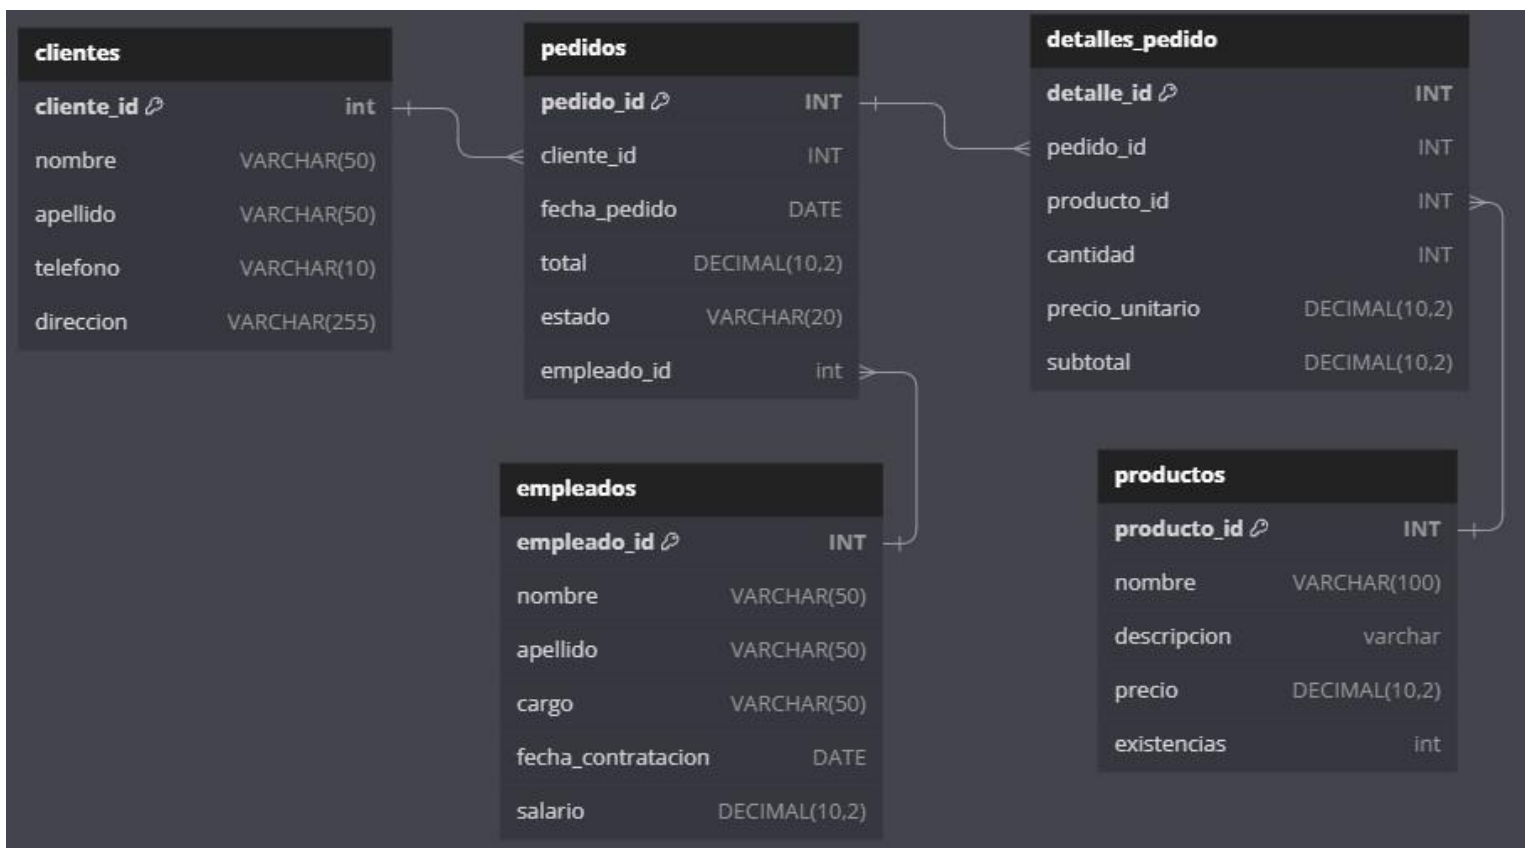 clientes
cliente_id int
nombre VARCHAR(50)
apellido VARCHAR(50)
telefono VARCHAR(10)
direccion VARCHAR(255)
pedidos
pedido_id INT
cliente_id INT
fecha_pedido DATE
total DECIMAL(10,2)
estado VARCHAR(20)
empleado_id int
detalles_pedido
detalle_id INT
pedido_id INT
producto_id INT
cantidad INT
precio_unitario DECIMAL(10,2)
subtotal DECIMAL(10,2)
empleados
empleado_id INT
nombre VARCHAR(50)
apellido VARCHAR(50)
cargo VARCHAR(50)
fecha_contratacion DATE
salario DECIMAL(10,2)
productos
producto_id INT
nombre VARCHAR(100)
descripcion varchar
precio DECIMAL(10,2)
existencias int